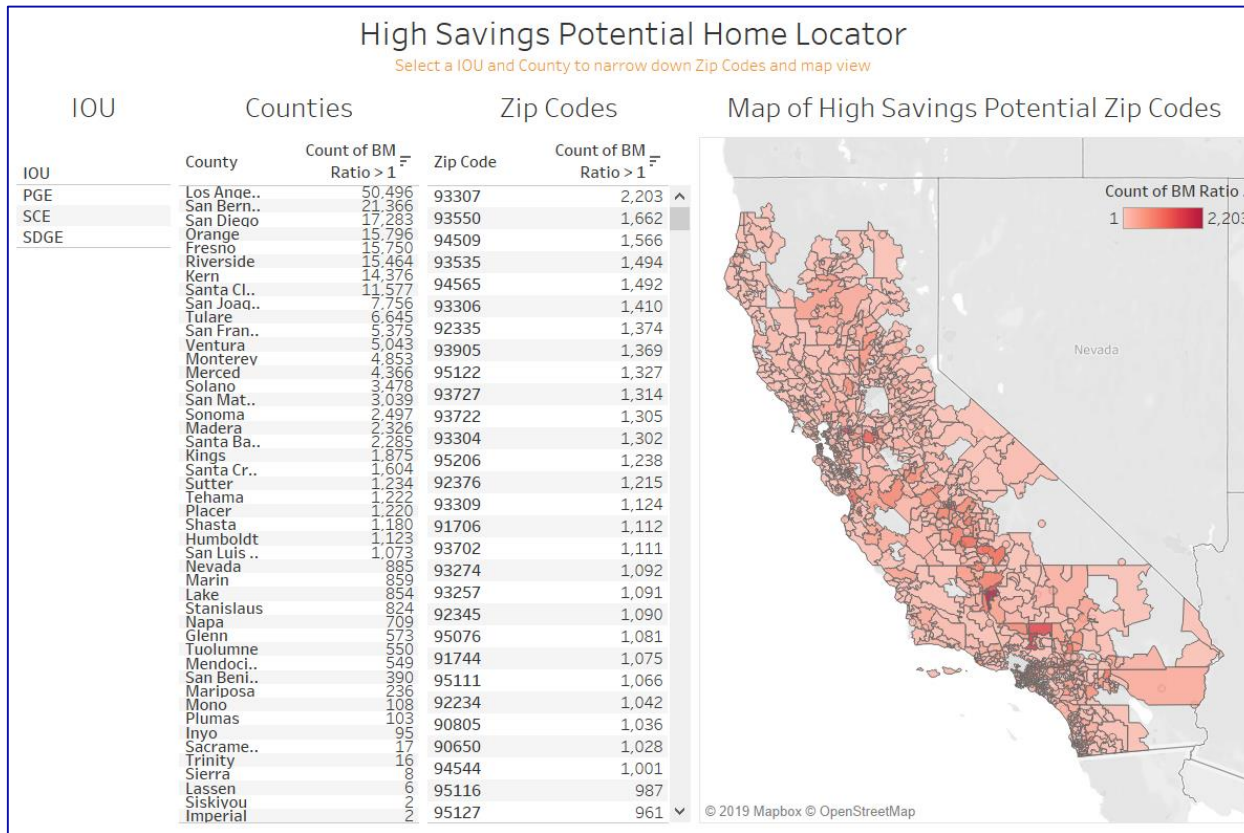 High Savings Potential Home Locator
Select a IOU and County to narrow down Zip Codes and map view
IOU
IOU
PGE
SCE
SDGE
Counties
County Count of BM Ratio > 1
Los Ange.. 50,496
San Bern.. 21,366
San Diego 17,283
Orange 15,796
Fresno 15,750
Riverside 15,464
Kern 14,376
Santa Cl.. 11,577
San Joaq.. 7,756
Tulare 6,645
San Fran.. 5,375
Ventura 5,043
Monterey 4,853
Merced 4,366
Solano 3,478
San Mat.. 3,039
Sonoma 2,497
Madera 2,326
Santa Ba.. 2,285
Kings 1,875
Santa Cr.. 1,604
Sutter 1,234
Tehama 1,222
Placer 1,220
Shasta 1,180
Humboldt 1,123
San Luis .. 1,073
Nevada 885
Marin 859
Lake 854
Stanislaus 824
Napa 709
Glenn 573
Tuolumne 550
Mendoci.. 549
San Beni.. 390
Mariposa 236
Mono 108
Plumas 103
Inyo 95
Sacrame.. 17
Trinity 16
Sierra 8
Lassen 6
Siskiyou 2
Imperial 2
Zip Codes
Zip Code Count of BM Ratio > 1
93307 2,203
93550 1,662
94509 1,566
93535 1,494
94565 1,492
93306 1,410
92335 1,374
93905 1,369
95122 1,327
93727 1,314
93722 1,305
93304 1,302
95206 1,238
92376 1,215
93309 1,124
91706 1,112
93702 1,111
93274 1,092
93257 1,091
92345 1,090
95076 1,081
91744 1,075
95111 1,066
92234 1,042
90805 1,036
90650 1,028
94544 1,001
95116 987
95127 961
Map of High Savings Potential Zip Codes
Count of BM Ratio
1 2,203
Nevada
© 2019 Mapbox © OpenStreetMap